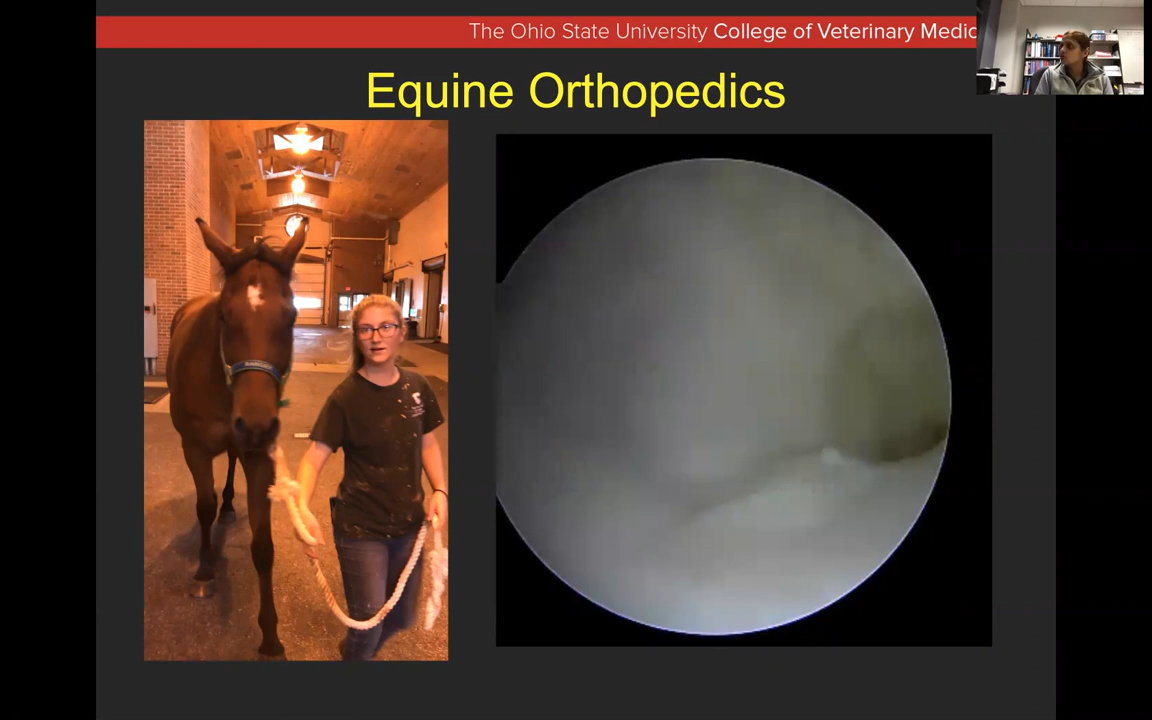 The Ohio State University College of Veterinary Medic
Equine Orthopedics